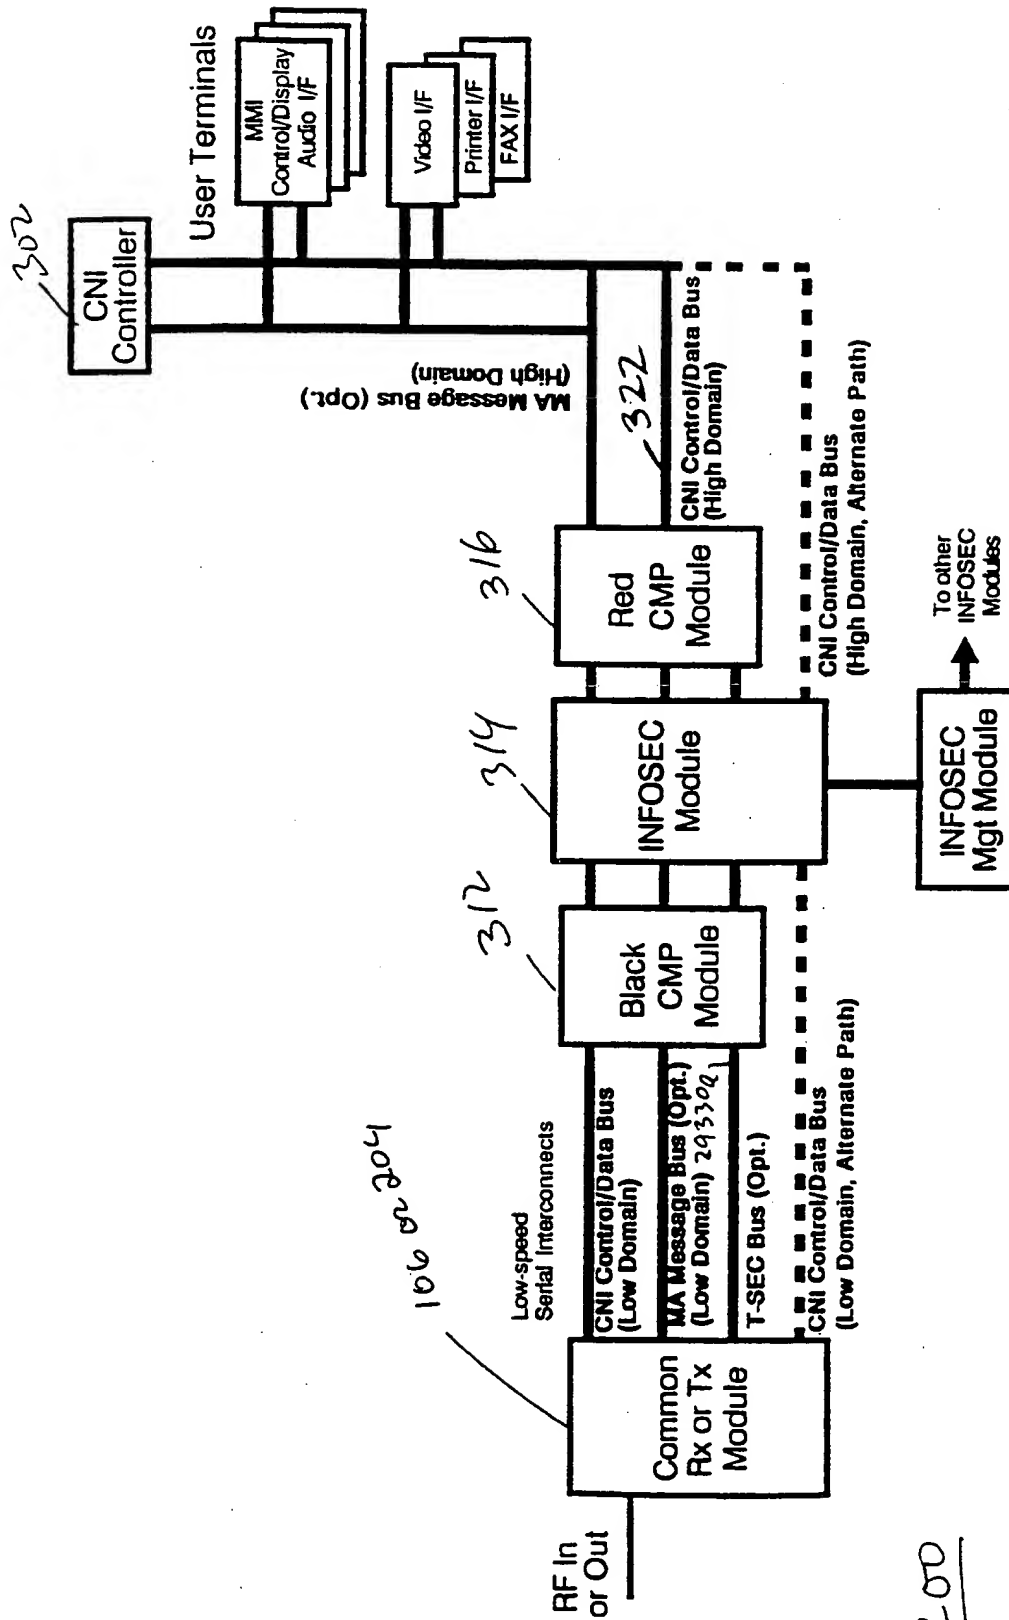 302
CNI
Controller
User Terminals
MMI
Control/Display
Audio I/F
Video I/F
Printer I/F
FAX I/F
MA Message Bus (Opt.)
(High Domain)
322
CNI Control/Data Bus
(High Domain)
CNI Control/Data Bus
(High Domain, Alternate Path)
316
Red
CMP
Module
314
INFOSEC
Module
To other
INFOSEC
Modules
INFOSEC
Mgt Module
312
Black
CMP
Module
106 or 204
Low-speed
Serial Interconnects
CNI Control/Data Bus
(Low Domain)
MA Message Bus (Opt.)
(Low Domain)
T-SEC Bus (Opt.)
CNI Control/Data Bus
(Low Domain, Alternate Path)
Common
Rx or Tx
Module
RF In
or Out